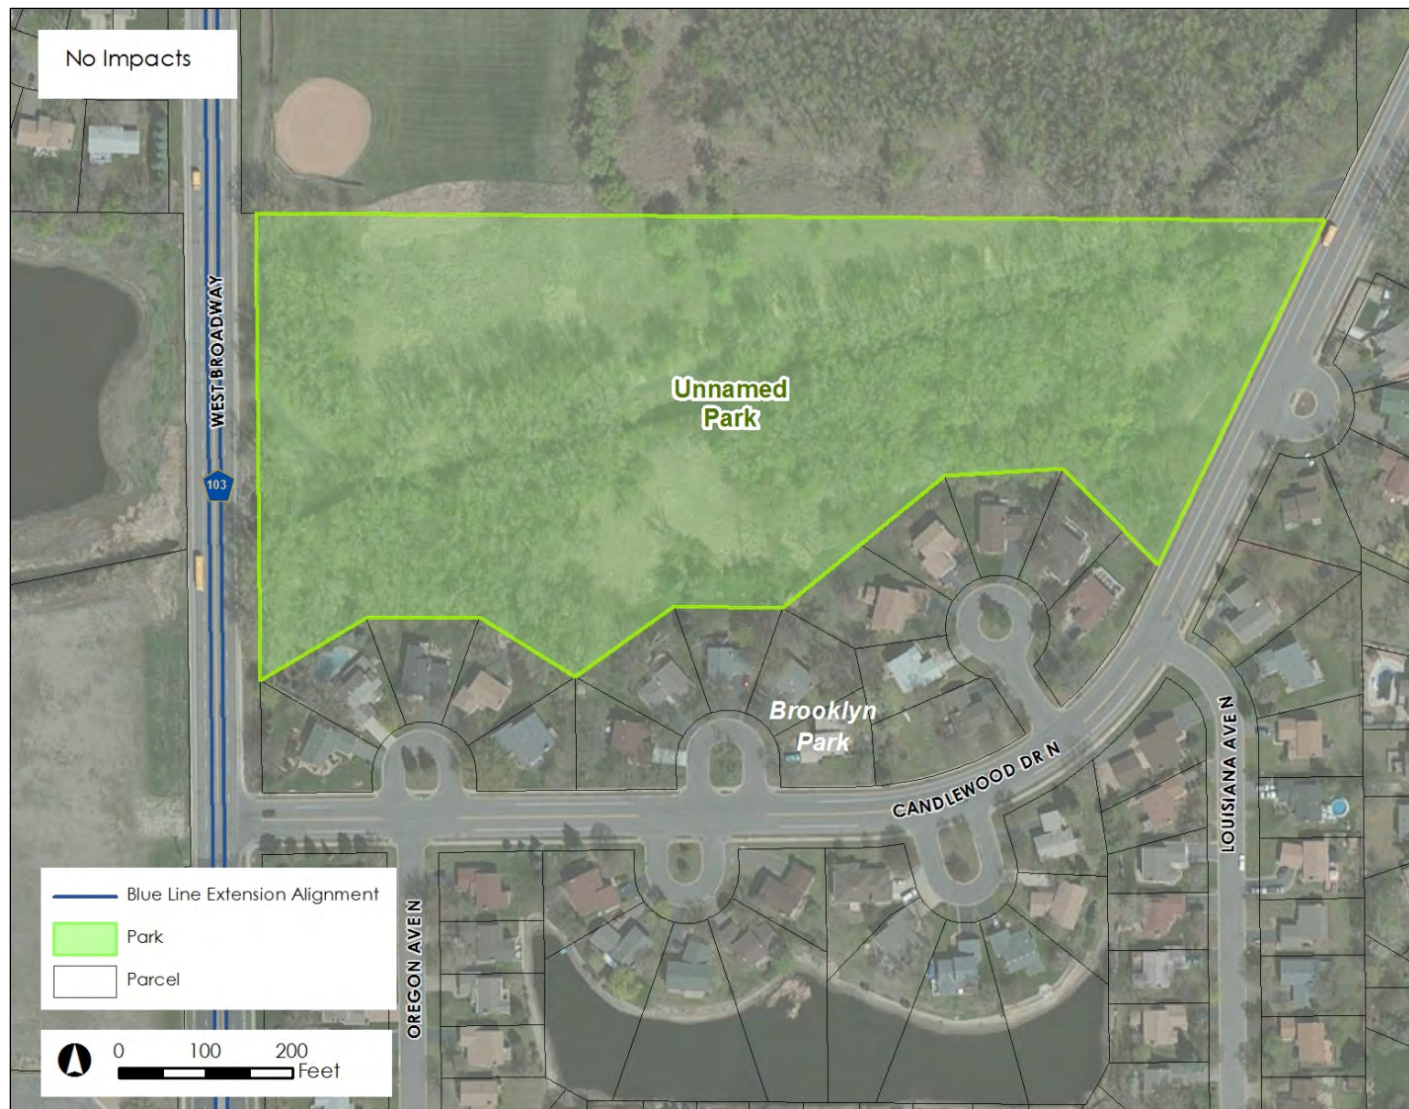 No Impacts
WEST BROADWAY
103
Unnamed
Park
Brooklyn
Park
CANDLEWOOD DR N
LOUISIANA AVE N
OREGON AVE N
Blue Line Extension Alignment
Park
Parcel
0 100 200
Feet